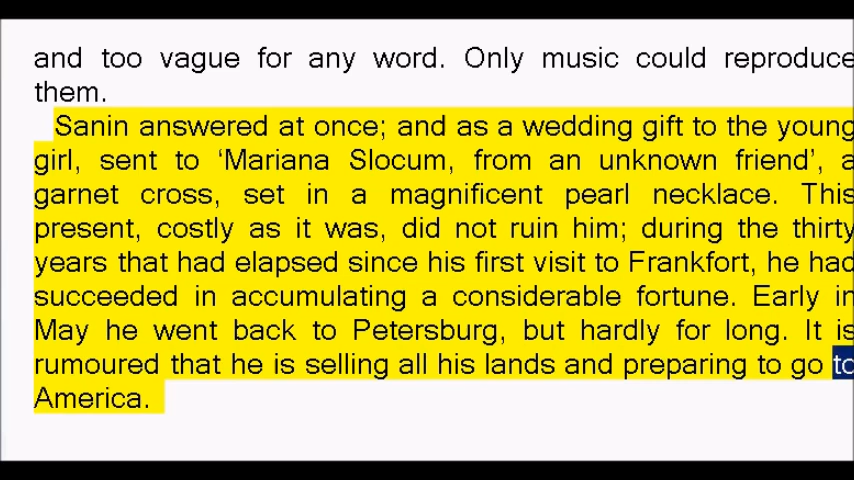 and too vague for any word. Only music could reproduce
them.
Sanin answered at once; and as a wedding gift to the young
girl, sent to ‘Mariana Slocum, from an unknown friend’, a
garnet cross, set in a magnificent pearl necklace. This
present, costly as it was, did not ruin him; during the thirty
years that had elapsed since his first visit to Frankfort, he had
succeeded in accumulating a considerable fortune. Early in
May he went back to Petersburg, but hardly for long. It is
rumoured that he is selling all his lands and preparing to go to
America.